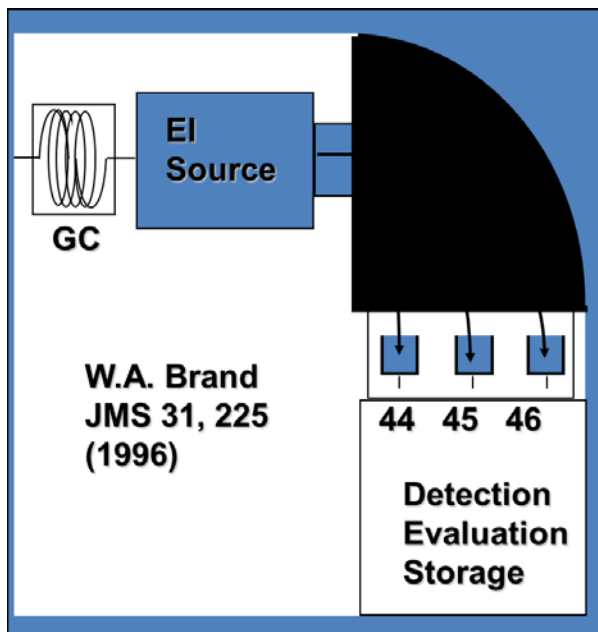 EI
Source
GC
W.A. Brand
JMS 31, 225
(1996)
44 45 46
Detection
Evaluation
Storage